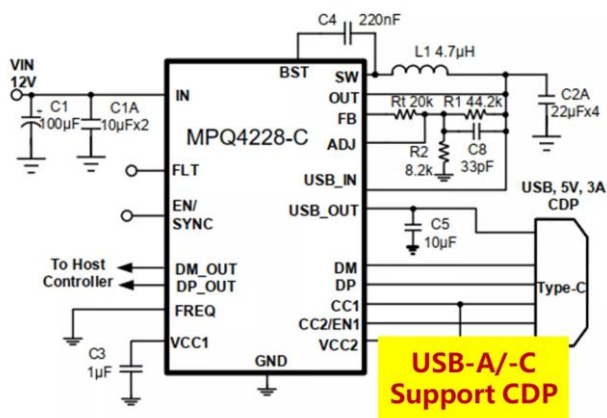 C4 220nF
L1 4.7µH
VIN
12V
BST
SW
OUT
IN
C1
100µF
C1A
10µFx2
Rt 20k
R1 44.2k
C2A
22µFx4
FB
MPQ4228-C
ADJ
R2
8.2k
C8
33pF
FLT
USB_IN
USB, 5V, 3A
CDP
EN/
SYNC
USB_OUT
C5
10µF
To Host
Controller
DM_OUT
DP_OUT
DM
DP
Type-C
CC1
FREQ
CC2/EN1
VCC1
VCC2
C3
1µF
GND
USB-A/-C
Support CDP